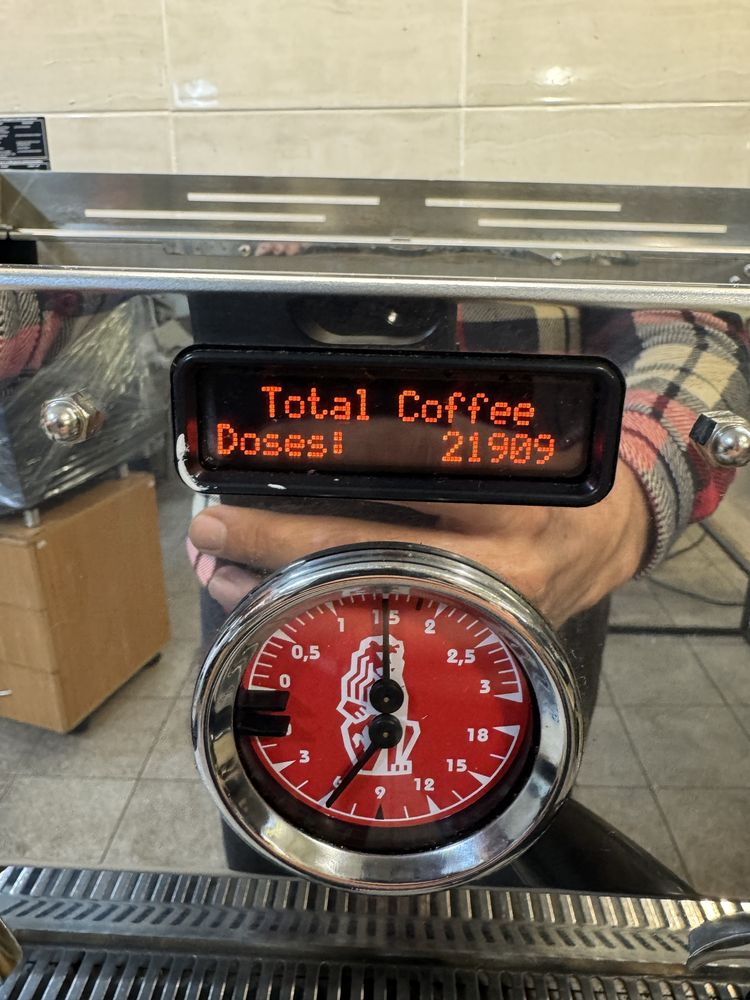 Total Coffee
Doses: 21909
0 0,5 1 1,5 2 2,5 3
3 6 9 12 15 18